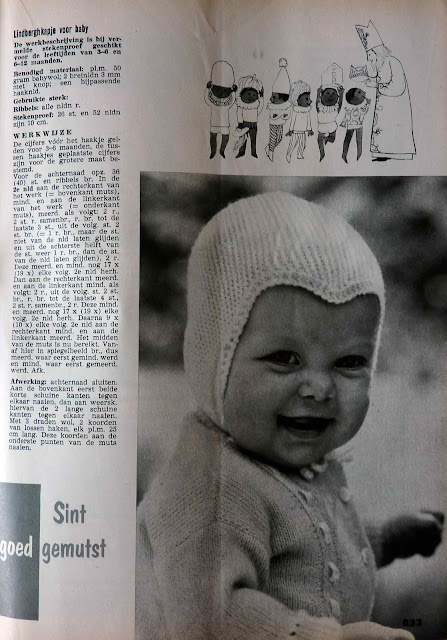 Lindberghkapje voor baby
De werkbeschrijving is bij ver-
melde stekenproef geschikt
voor de leeftijden van 3–6 en
6–12 maanden.
Benodigd materiaal: pl.m. 50
gram babywol; 2 breinldn 3 mm
met knop; een bijpassende
haaknld.
Gebruikte steek:
Ribbels: alle nldn r.
Stekenproef: 26 st. en 52 nldn
zijn 10 cm.
WERKWIJZE
De cijfers vóór het haakje gel-
den voor 3–6 maanden, de tus-
sen haakjes geplaatste cijfers
zijn voor de grotere maat be-
stemd.
Voor de achternaad opz. 36
(40) st. en ribbels br. In de
2e nld aan de rechterkant van
het werk (= bovenkant muts),
mind. en aan de linkerkant
van het werk (= onderkant
muts), meerd. als volgt: 2 r.,
2 st. r. samenbr., r. br. tot de
laatste 3 st., uit de volg. st. 2
st. br. (= 1 r. br., maar de st.
niet van de nld laten glijden
en uit de achterste helft van
de st. weer 1 r. br., dan de st.
van de nld laten glijden), 2 r.
Deze meerd. en mind. nog 17 x
(19 x) elke volg. 2e nld herh.
Dan aan de rechterkant meerd.
en aan de linkerkant mind. als
volgt: 2 r., uit de volg. st. 2 st.
br., r. br. tot de laatste 4 st.,
2 st. r. samenbr., 2 r. Deze mind.
en meerd. nog 17 x (19 x) elke
volg. 2e nld herh. Daarna 9 x
(10 x) elke volg. 2e nld aan de
rechterkant mind. en aan de
linkerkant meerd. Het midden
van de muts is nu bereikt. Van-
af hier in spiegelbeeld br., dus
meerd. waar eerst gemind. werd
en mind. waar eerst gemeerd.
werd. Afk.
Afwerking: achternaad sluiten.
Aan de bovenkant eerst beide
korte schuine kanten tegen
elkaar naaien, dan aan weersk.
hiervan de 2 lange schuine
kanten tegen elkaar naaien.
Met 3 draden wol, 2 koorden
van lossen haken, elk pl.m. 25
cm lang. Deze koorden aan de
onderste punten van de muts
naaien.
Sint
goed gemutst
823